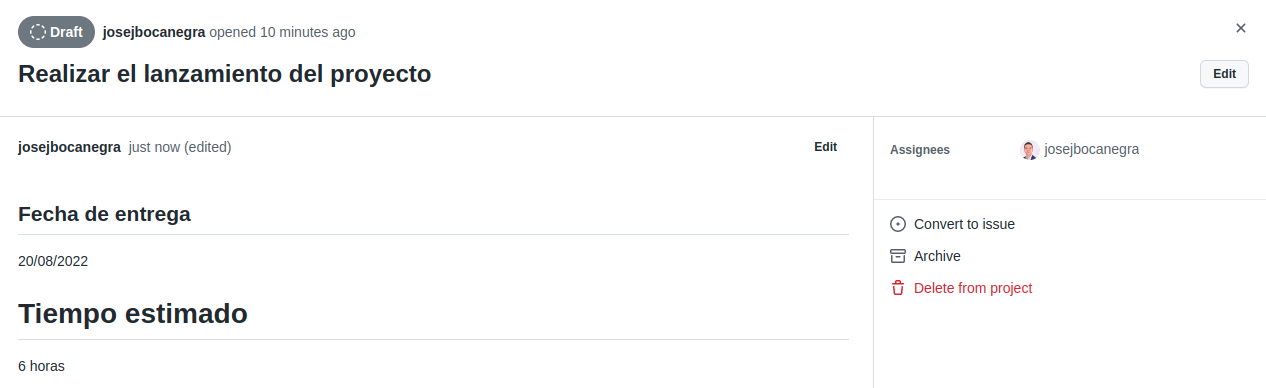 Draft josejbocanegra opened 10 minutes ago
Realizar el lanzamiento del proyecto
Edit
josejbocanegra just now (edited)
Edit
Fecha de entrega
20/08/2022
Tiempo estimado
6 horas
Assignees
josejbocanegra
Convert to issue
Archive
Delete from project